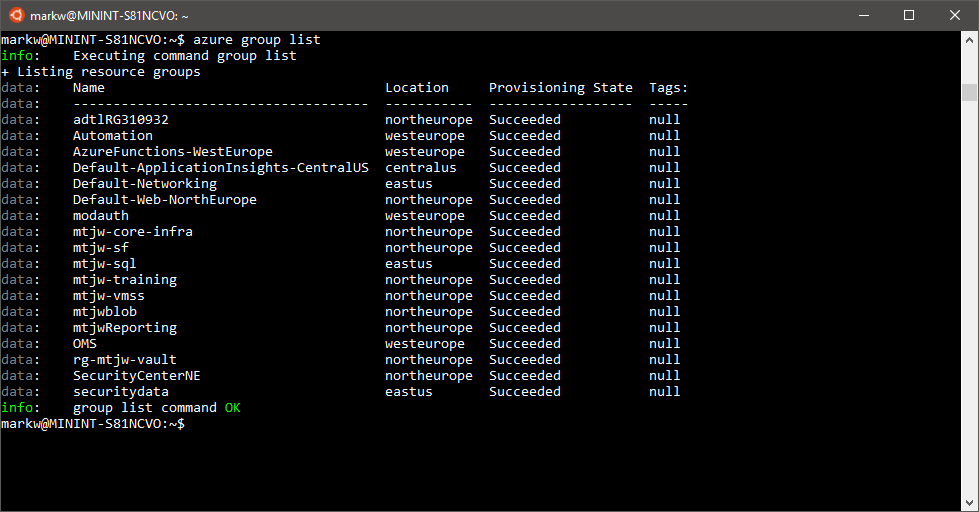 markw@MININT-S81NCVO: ~
markw@MININT-S81NCVO:~$ azure group list
info:    Executing command group list
+ Listing resource groups
data:    Name                                   Location      Provisioning State  Tags:
data:    -------------------------------------  -----------  ------------------  -----
data:    adtlRG310932                           northeurope  Succeeded           null
data:    Automation                             westeurope   Succeeded           null
data:    AzureFunctions-WestEurope              westeurope   Succeeded           null
data:    Default-ApplicationInsights-CentralUS  centralus    Succeeded           null
data:    Default-Networking                     eastus       Succeeded           null
data:    Default-Web-NorthEurope                northeurope  Succeeded           null
data:    modauth                                westeurope   Succeeded           null
data:    mtjw-core-infra                        northeurope  Succeeded           null
data:    mtjw-sf                                northeurope  Succeeded           null
data:    mtjw-sql                               eastus       Succeeded           null
data:    mtjw-training                          northeurope  Succeeded           null
data:    mtjw-vmss                              northeurope  Succeeded           null
data:    mtjwblob                               northeurope  Succeeded           null
data:    mtjwReporting                          northeurope  Succeeded           null
data:    OMS                                    westeurope   Succeeded           null
data:    rg-mtjw-vault                          northeurope  Succeeded           null
data:    SecurityCenterNE                       northeurope  Succeeded           null
data:    securitydata                           eastus       Succeeded           null
info:    group list command OK
markw@MININT-S81NCVO:~$